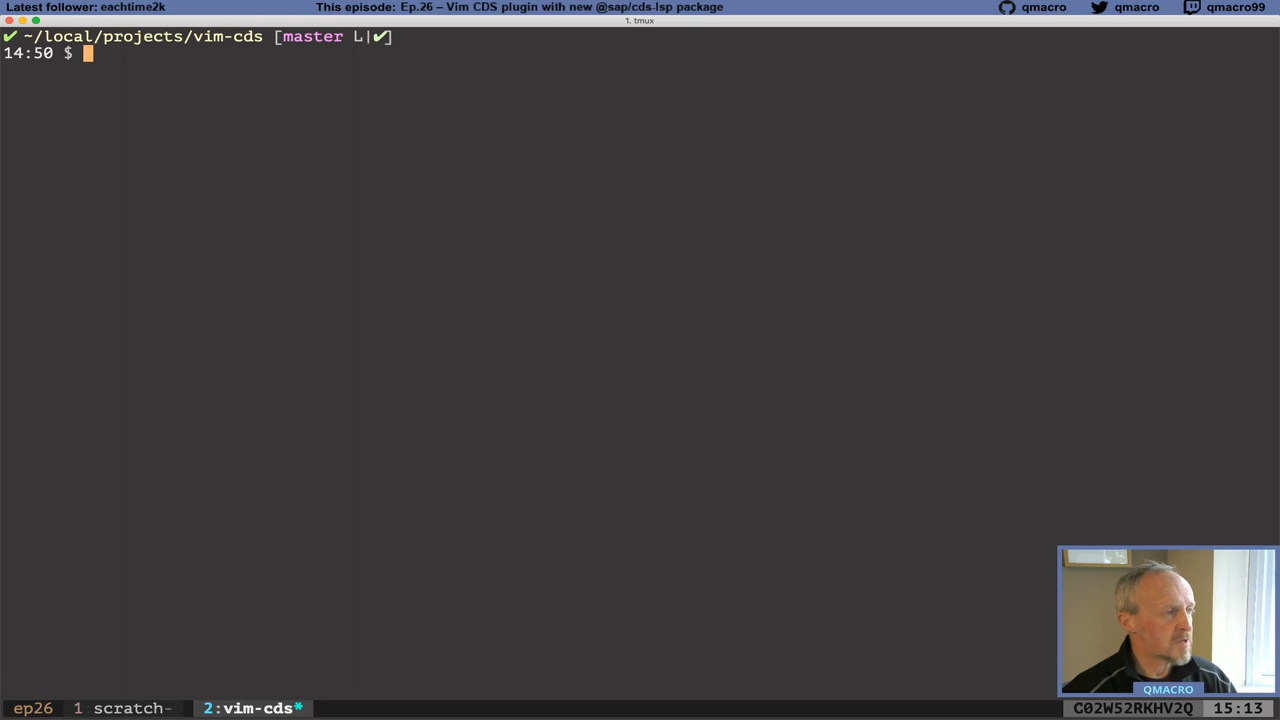 Latest follower: eachtime2k
This episode: Ep.26 – Vim CDS plugin with new @sap/cds-lsp package
qmacro
qmacro
qmacro99
1. tmux
✔ ~/local/projects/vim-cds [master L|✔]
14:50 $
QMACRO
ep26 1 scratch- 2:vim-cds* C02W52RKHV2Q 15:13